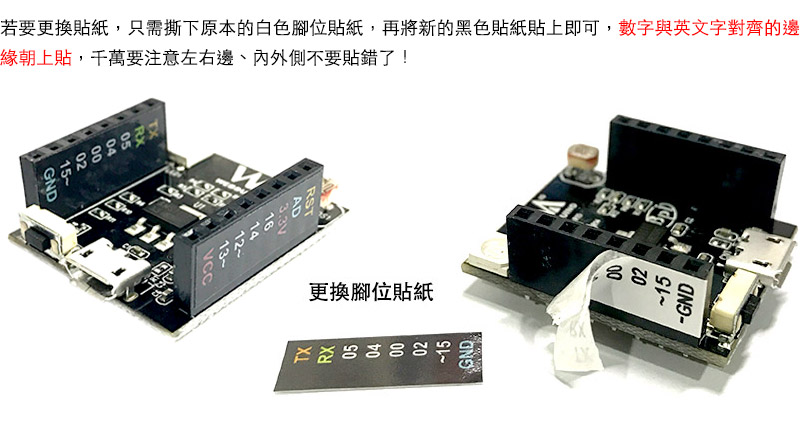 若要更換貼紙，只需撕下原本的白色腳位貼紙，再將新的黑色貼紙貼上即可，數字與英文字對齊的邊
緣朝上貼，千萬要注意左右邊、內外側不要貼錯了！
TX
RX
05
04
00
02
15~
GND
RST
AD
3.3V
16
14
12~
13~
VCC
00
02
~15
-GND
RX
TX
更換腳位貼紙
TX
RX
05
04
00
02
~15
GND